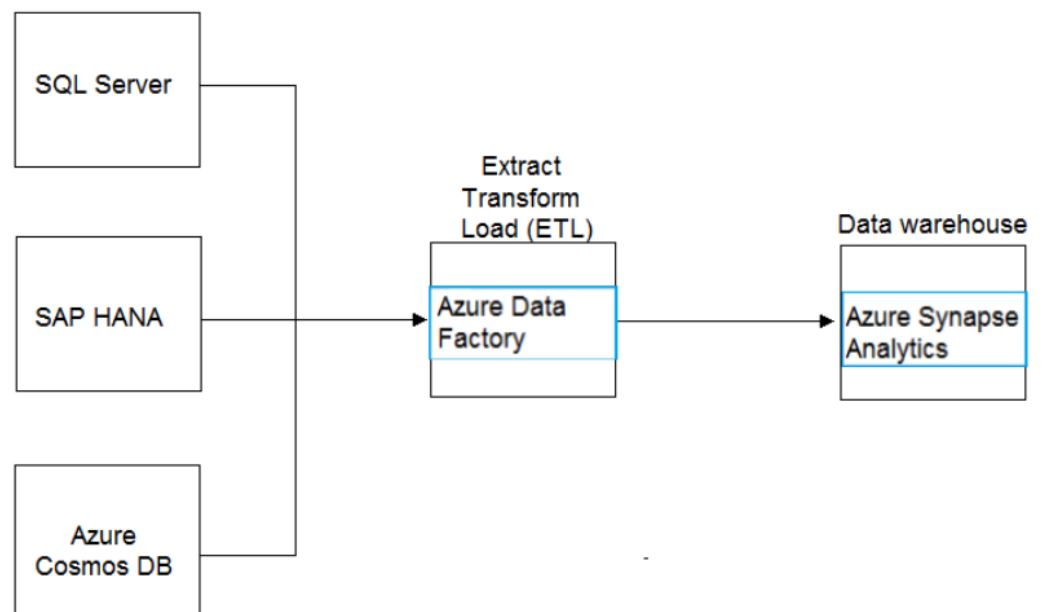 SQL Server
Extract
Transform
Load (ETL)
Data warehouse
SAP HANA
Azure Data
Factory
Azure Synapse
Analytics
Azure
Cosmos DB
-